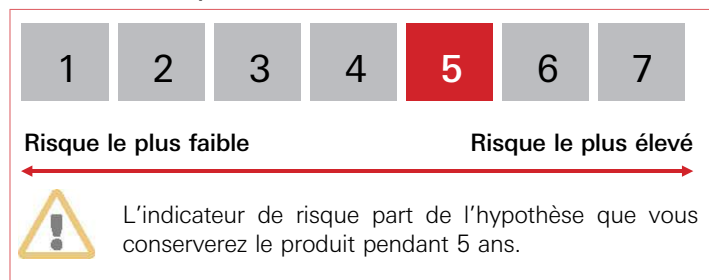 1 2 3 4 5 6 7
Risque le plus faible Risque le plus élevé
L'indicateur de risque part de l'hypothèse que vous
conserverez le produit pendant 5 ans.